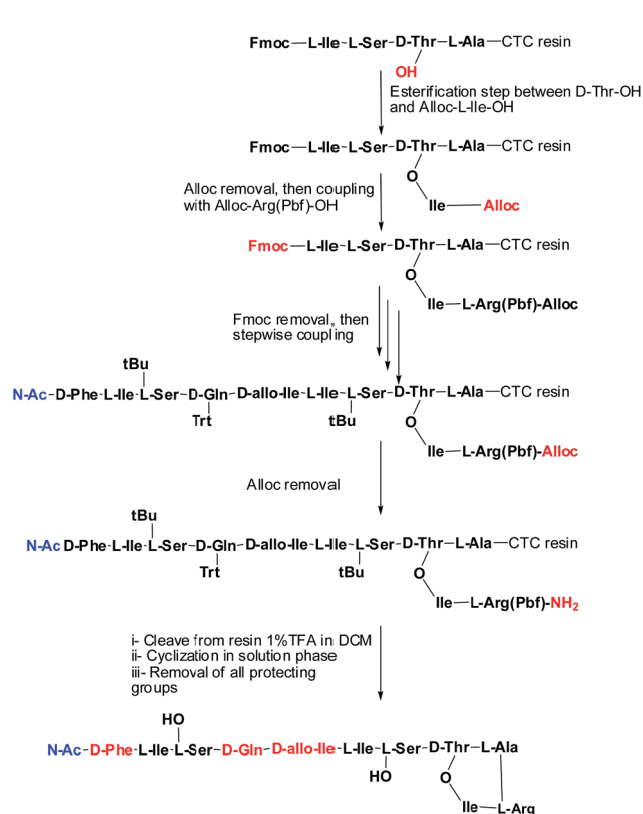 Fmoc—L-Ile-L-Ser-D-Thr-L-Ala—CTC resin
OH
Esterification step between D-Thr-OH
and Alloc-L-Ile-OH
Fmoc—L-Ile-L-Ser-D-Thr-L-Ala—CTC resin
O
Ile—Alloc
Alloc removal, then coupling
with Alloc-Arg(Pbf)-OH
Fmoc—L-Ile-L-Ser-D-Thr-L-Ala—CTC resin
O
Ile—L-Arg(Pbf)-Alloc
Fmoc removal, then
stepwise coupling
tBu
N-Ac-D-Phe-L-Ile-L-Ser-D-Gln-D-allo-Ile-L-Ile-L-Ser-D-Thr-L-Ala—CTC resin
Trt tBu O
Ile—L-Arg(Pbf)-Alloc
Alloc removal
tBu
N-Ac D-Phe-L-Ile-L-Ser-D-Gln-D-allo-Ile-L-Ile-L-Ser-D-Thr-L-Ala—CTC resin
Trt tBu O
Ile—L-Arg(Pbf)-NH2
i- Cleave from resin 1%TFA in DCM
ii- Cyclization in solution phase
iii- Removal of all protecting
groups
HO
N-Ac-D-Phe-L-Ile-L-Ser-D-Gln-D-allo-Ile-L-Ile-L-Ser-D-Thr-L-Ala
HO O
Ile—L-Arg